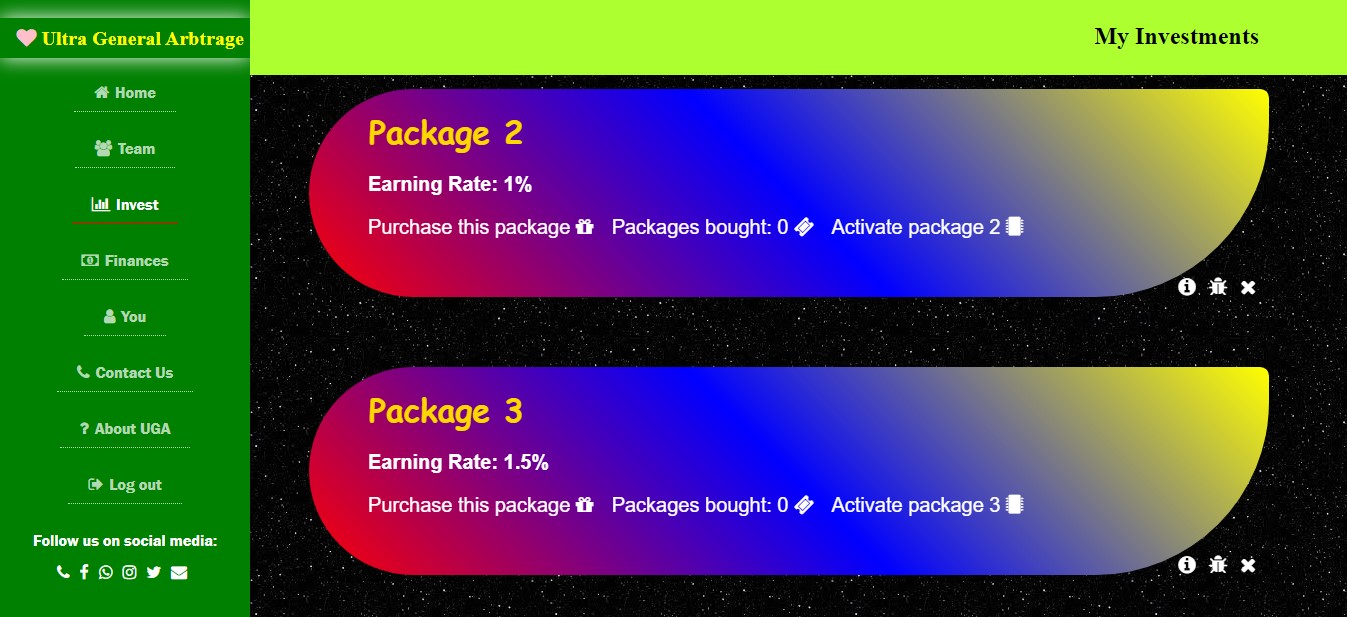 Ultra General Arbtrage
My Investments
Home
Team
Invest
Finances
You
Contact Us
? About UGA
Log out
Follow us on social media:
Package 2
Earning Rate: 1%
Purchase this package Packages bought: 0 Activate package 2
Package 3
Earning Rate: 1.5%
Purchase this package Packages bought: 0 Activate package 3